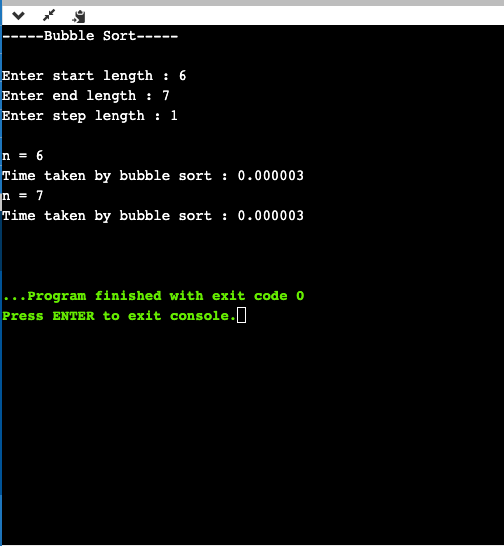 -----Bubble Sort-----
Enter start length : 6
Enter end length : 7
Enter step length : 1
n = 6
Time taken by bubble sort : 0.000003
n = 7
Time taken by bubble sort : 0.000003
...Program finished with exit code 0
Press ENTER to exit console.